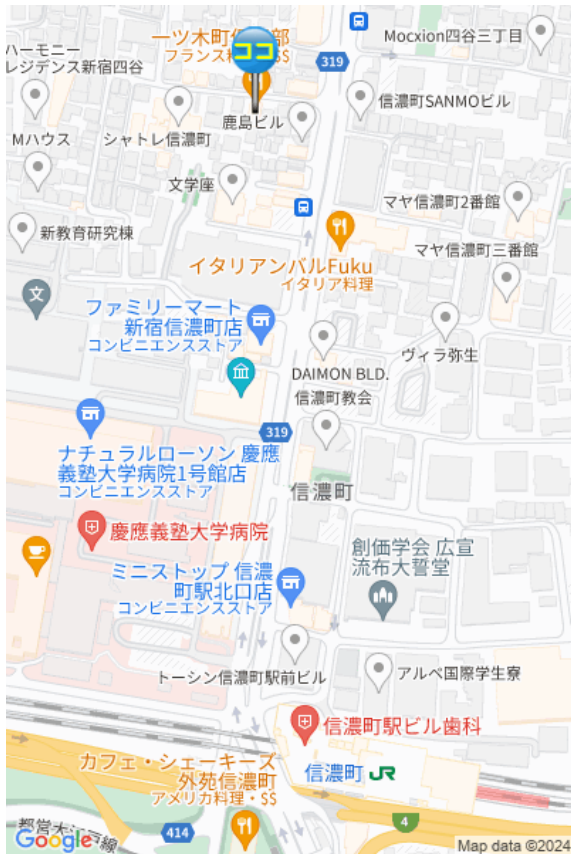 Mocxion四谷三丁目
ハーモニー
レジデンス新宿四谷
ココ
319
信濃町SANMOビル
鹿島ビル
Mハウス
シャトレ信濃町
文学座
マヤ信濃町2番館
新教育研究棟
マヤ信濃町三番館
イタリアンバルFuku
イタリア料理
文
ファミリーマート
新宿信濃町店
コンビニエンスストア
ヴィラ弥生
DAIMON BLD.
信濃町教会
319
ナチュラルローソン 慶應
義塾大学病院1号館店
コンビニエンスストア
信濃町
慶應義塾大学病院
創価学会 広宣
流布大誓堂
ミニストップ 信濃
町駅北口店
コンビニエンスストア
トーシン信濃町駅前ビル
アルペ国際学生寮
信濃町駅ビル歯科
カフェ・シェーキーズ
外苑信濃町
アメリカ料理・$$
信濃町 JR
4
414
都営大江戸線
Google
Map data ©2024